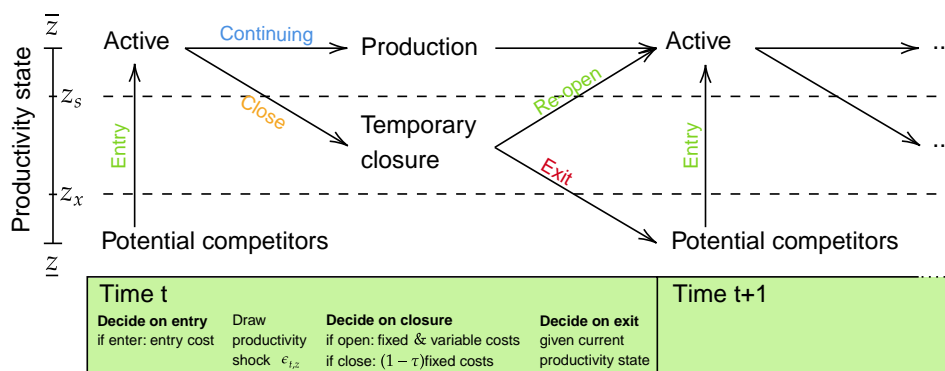 z̅
Active
Continuing
Production
Active
..
Productivity state
z_s
Close
Re-open
Entry
Temporary
closure
Entry
..
Exit
z_x
Potential competitors
Potential competitors
z̲
.....
Time t
Time t+1
Decide on entry
Draw
Decide on closure
Decide on exit
if enter: entry cost
productivity
if open: fixed & variable costs
given current
shock ϵ_{i,z}
if close: (1 − τ)fixed costs
productivity state